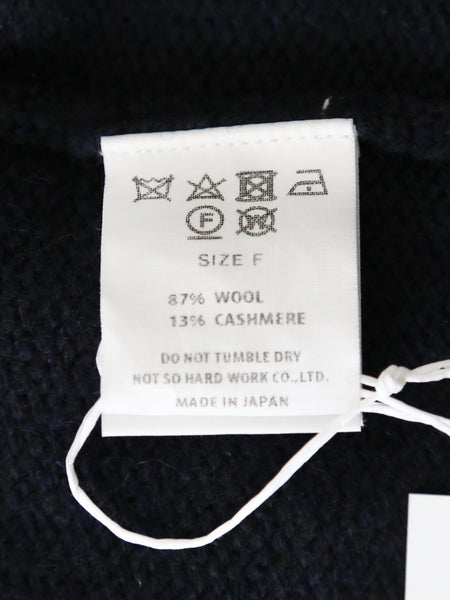 F W
SIZE F
87% WOOL
13% CASHMERE
DO NOT TUMBLE DRY
NOT SO HARD WORK CO.,LTD.
MADE IN JAPAN